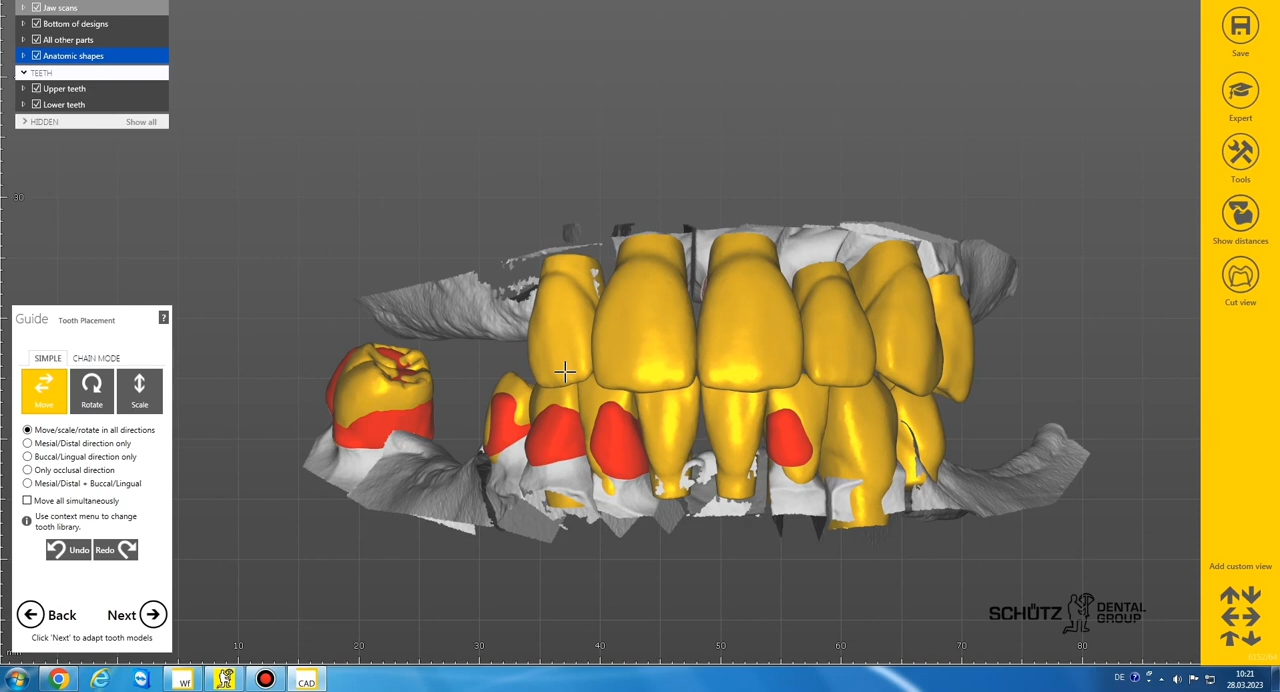 Jaw scans
Bottom of designs
All other parts
Anatomic shapes
TEETH
Upper teeth
Lower teeth
HIDDEN Show all
30
Guide Tooth Placement ?
SIMPLE CHAIN MODE
Move Rotate Scale
Move/scale/rotate in all directions
Mesial/Distal direction only
Buccal/Lingual direction only
Only occlusal direction
Mesial/Distal + Buccal/Lingual
Move all simultaneously
Use context menu to change
tooth library.
Undo Redo
Back Next
Click 'Next' to adapt tooth models
Save
Expert
Tools
Show distances
Cut view
Add custom view
SCHÜTZ DENTAL
GROUP
10 20 30 40 50 60 70 80
Wf CAD
DE
10:21
28.03.2023